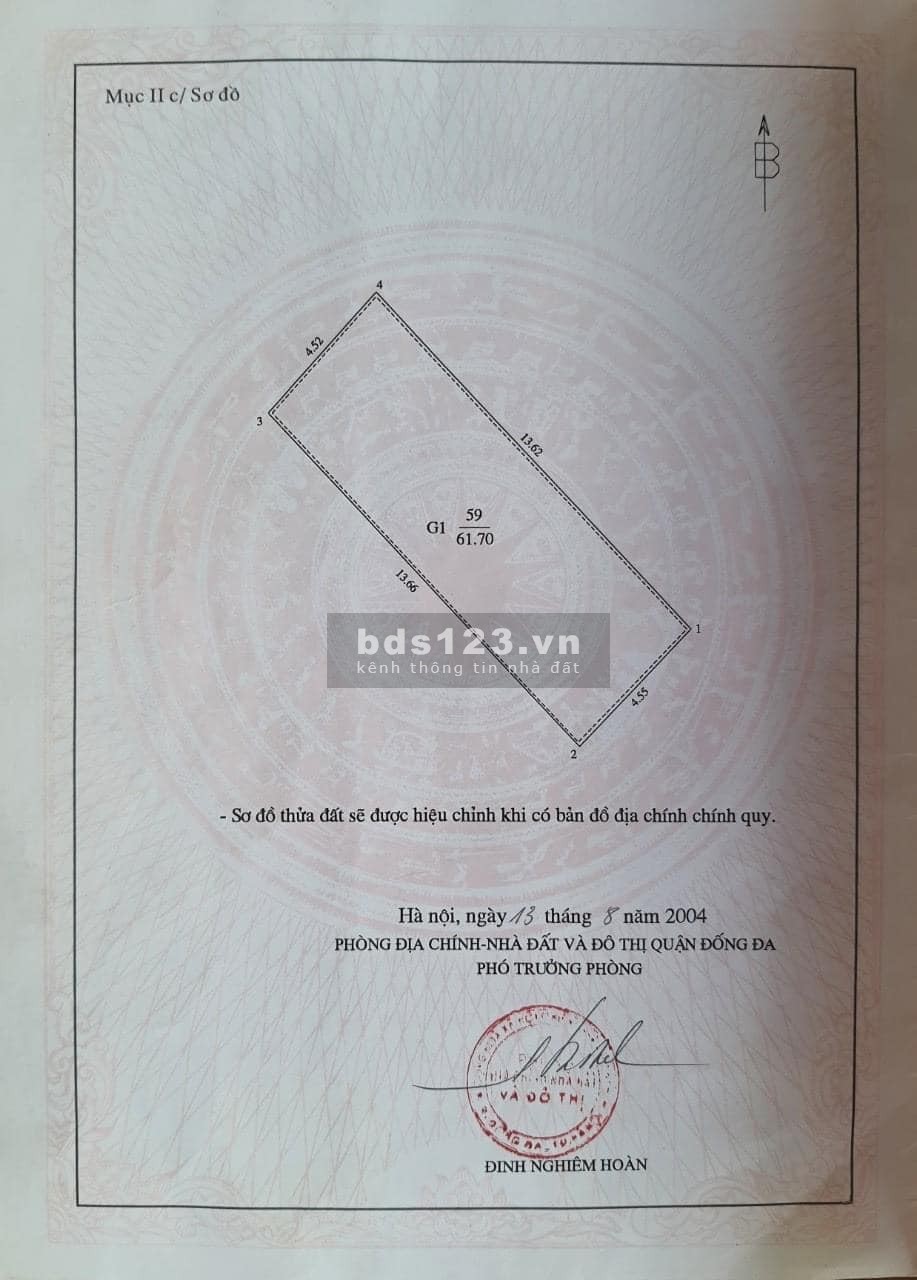 Mục II c/ Sơ đồ
B
4
4.52
3
13.62
59
G1
61.70
13.66
bds123.vn
kênh thông tin nhà đất
1
4.55
2
- Sơ đồ thửa đất sẽ được hiệu chỉnh khi có bản đồ địa chính chính quy.
Hà nội, ngày 13 tháng 8 năm 2004
PHÒNG ĐỊA CHÍNH-NHÀ ĐẤT VÀ ĐÔ THỊ QUẬN ĐỐNG ĐA
PHÓ TRƯỞNG PHÒNG
VÀ ĐÔ THỊ
ĐINH NGHIÊM HOÀN